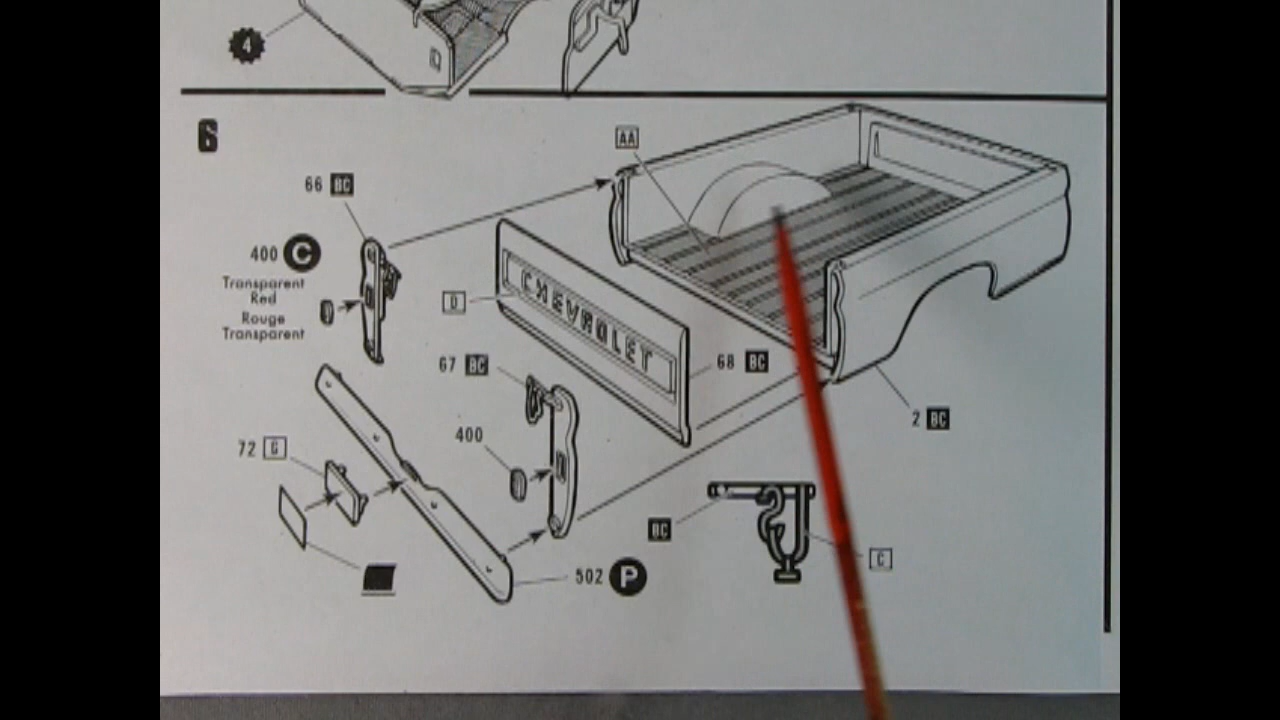 4
6
AA
66 BC
400 C
Transparent
Red
Rouge
Transparent
D
CHEVROLET
67 BC
68 BC
2 BC
400
72 G
BC
C
502 P